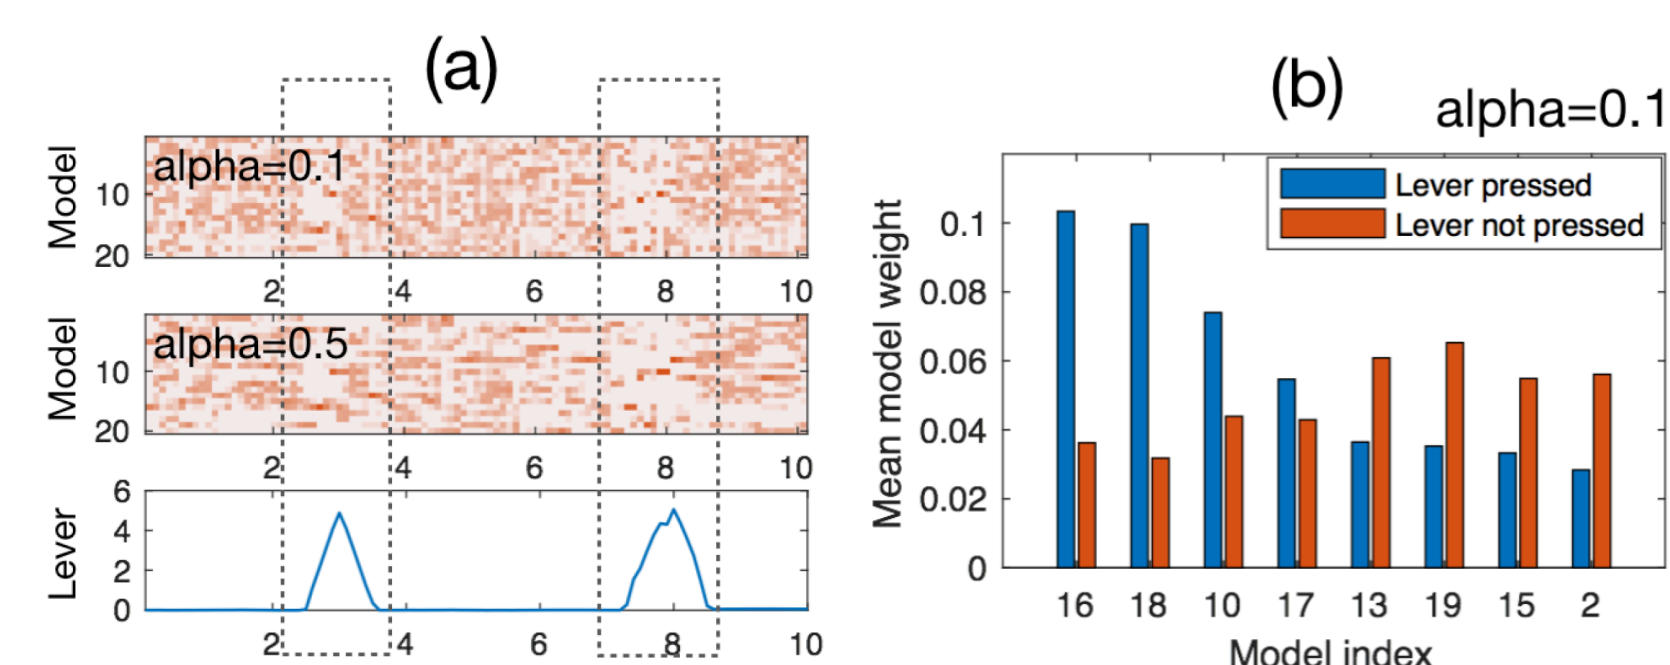 (a)
Model
alpha=0.1
10
20
2 4 6 8 10
Model
alpha=0.5
10
20
2 4 6 8 10
Lever
6
4
2
0
2 4 6 8 10
(b)
alpha=0.1
Lever pressed
Lever not pressed
Mean model weight
0.1
0.08
0.06
0.04
0.02
0
16 18 10 17 13 19 15 2
Model index